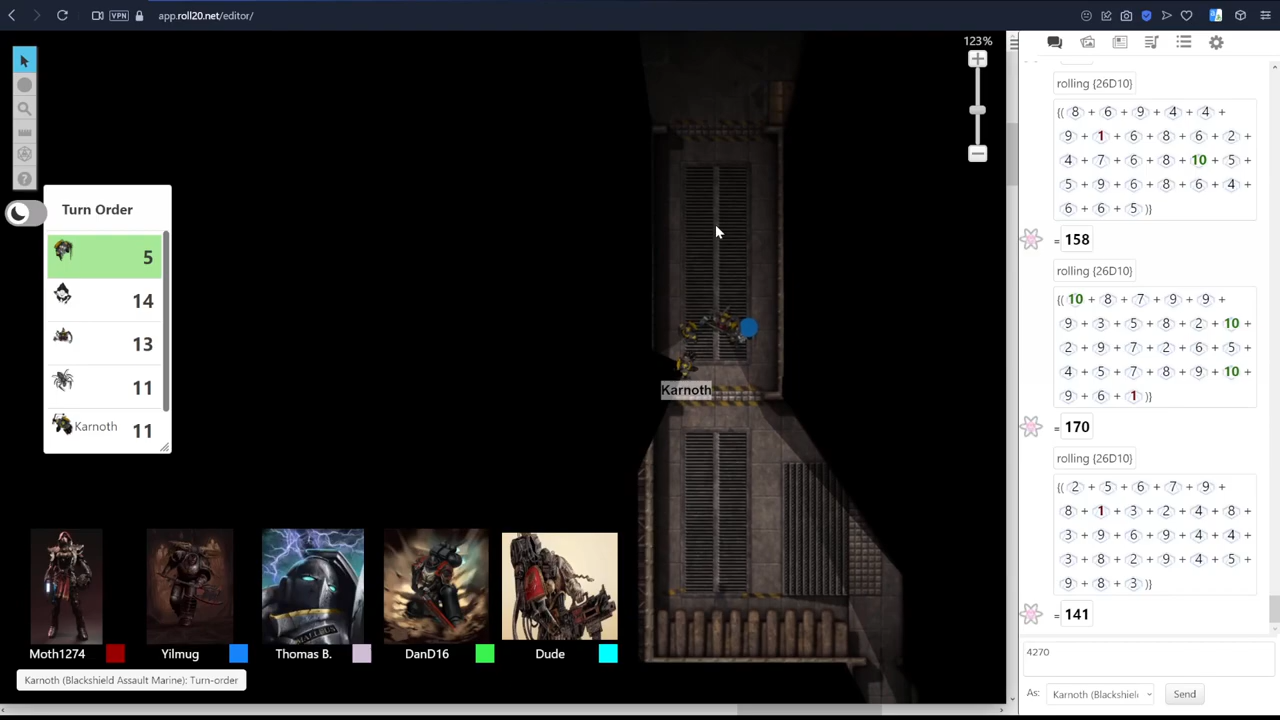 VPN
app.roll20.net/editor/
123%
Turn Order
5
14
13
11
Karnoth 11
Karnoth
MALLEUS
Moth1274
Yilmug
Thomas B.
DanD16
Dude
Karnoth (Blackshield Assault Marine): Turn-order
rolling {26D10}
{( 8 + 6 + 9 + 4 + 4 +
9 + 1 + 6 + 8 + 6 + 2 +
4 + 7 + 6 + 8 + 10 + 5 +
5 + 9 + 6 + 8 + 6 + 4 +
6 + 6 + 5 )}
= 158
rolling {26D10}
{( 10 + 8 + 7 + 9 + 9 +
9 + 3 + 5 + 8 + 2 + 10 +
2 + 9 + 7 + 2 + 6 + 5 +
4 + 5 + 7 + 8 + 9 + 10 +
9 + 6 + 1 )}
= 170
rolling {26D10}
{( 2 + 5 + 6 + 7 + 9 +
8 + 1 + 3 + 2 + 4 + 8 +
3 + 9 + 6 + 9 + 4 + 4 +
3 + 8 + 2 + 9 + 4 + 5 +
9 + 8 + 3 )}
= 141
4270
As: Karnoth (Blackshiel
Send